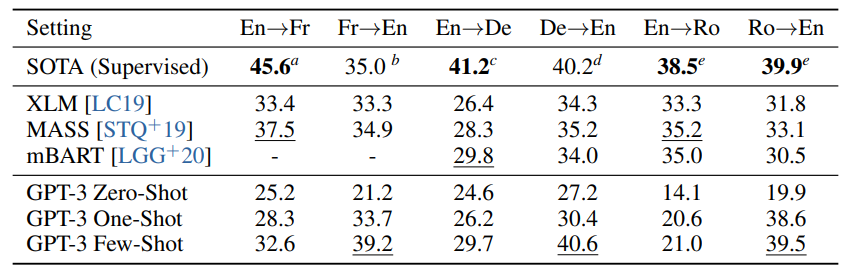 Setting En→Fr Fr→En En→De De→En En→Ro Ro→En
SOTA (Supervised) 45.6a 35.0 b 41.2c 40.2d 38.5e 39.9e
XLM [LC19] 33.4 33.3 26.4 34.3 33.3 31.8
MASS [STQ+19] 37.5 34.9 28.3 35.2 35.2 33.1
mBART [LGG+20] - - 29.8 34.0 35.0 30.5
GPT-3 Zero-Shot 25.2 21.2 24.6 27.2 14.1 19.9
GPT-3 One-Shot 28.3 33.7 26.2 30.4 20.6 38.6
GPT-3 Few-Shot 32.6 39.2 29.7 40.6 21.0 39.5